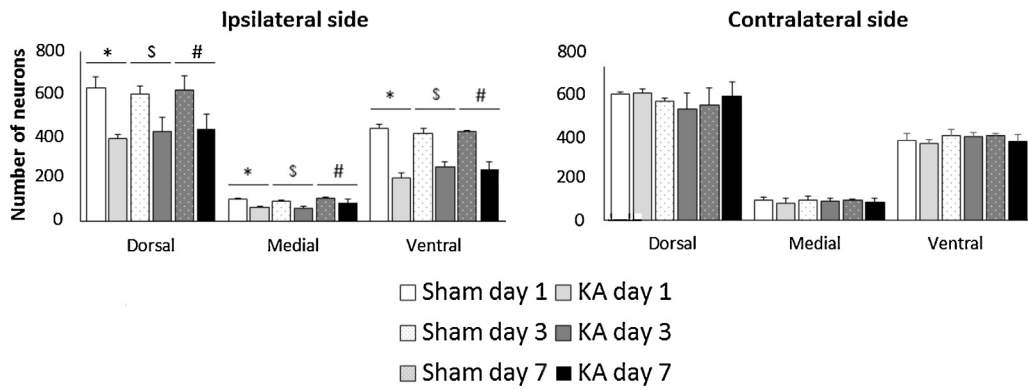 Ipsilateral side
Contralateral side
Number of neurons
800
600
400
200
0
* $ #
* $ #
* $ #
Dorsal Medial Ventral
800
600
400
200
0
Dorsal Medial Ventral
Sham day 1 KA day 1
Sham day 3 KA day 3
Sham day 7 KA day 7